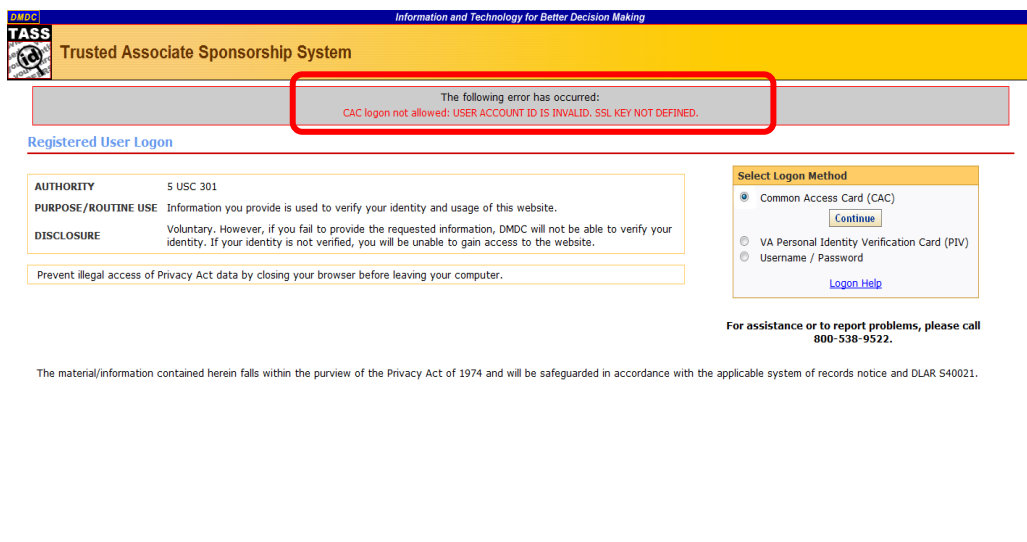 DMDC
Information and Technology for Better Decision Making
TASS
id
Trusted Associate Sponsorship System
The following error has occurred:
CAC logon not allowed: USER ACCOUNT ID IS INVALID. SSL KEY NOT DEFINED.
Registered User Logon
AUTHORITY 5 USC 301
PURPOSE/ROUTINE USE Information you provide is used to verify your identity and usage of this website.
DISCLOSURE Voluntary. However, if you fail to provide the requested information, DMDC will not be able to verify your
identity. If your identity is not verified, you will be unable to gain access to the website.
Prevent illegal access of Privacy Act data by closing your browser before leaving your computer.
Select Logon Method
Common Access Card (CAC)
Continue
VA Personal Identity Verification Card (PIV)
Username / Password
Logon Help
For assistance or to report problems, please call
800-538-9522.
The material/information contained herein falls within the purview of the Privacy Act of 1974 and will be safeguarded in accordance with the applicable system of records notice and DLAR S40021.